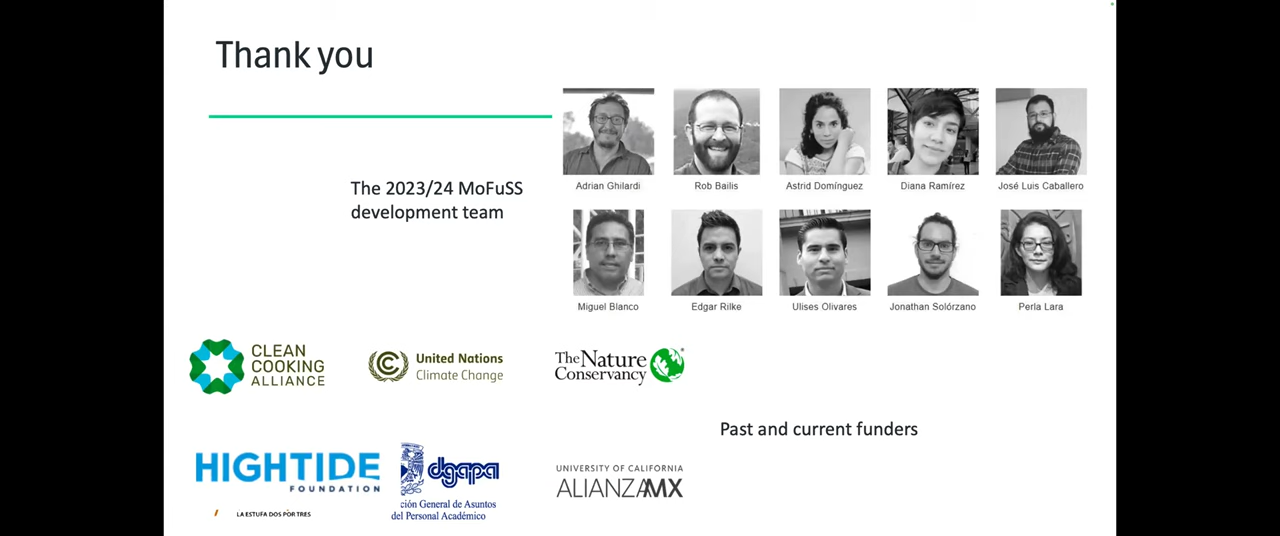 Thank you
The 2023/24 MoFuSS
development team
Adrian Ghilardi
Rob Bailis
Astrid Domínguez
Diana Ramírez
José Luis Caballero
Miguel Blanco
Edgar Rilke
Ulises Olivares
Jonathan Solórzano
Perla Lara
CLEAN
COOKING
ALLIANCE
United Nations
Climate Change
The Nature
Conservancy
Past and current funders
HIGHTIDE
FOUNDATION
LA ESTUFA DOS POR TRES
dgapa
ción General de Asuntos
del Personal Académico
UNIVERSITY OF CALIFORNIA
ALIANZAMX